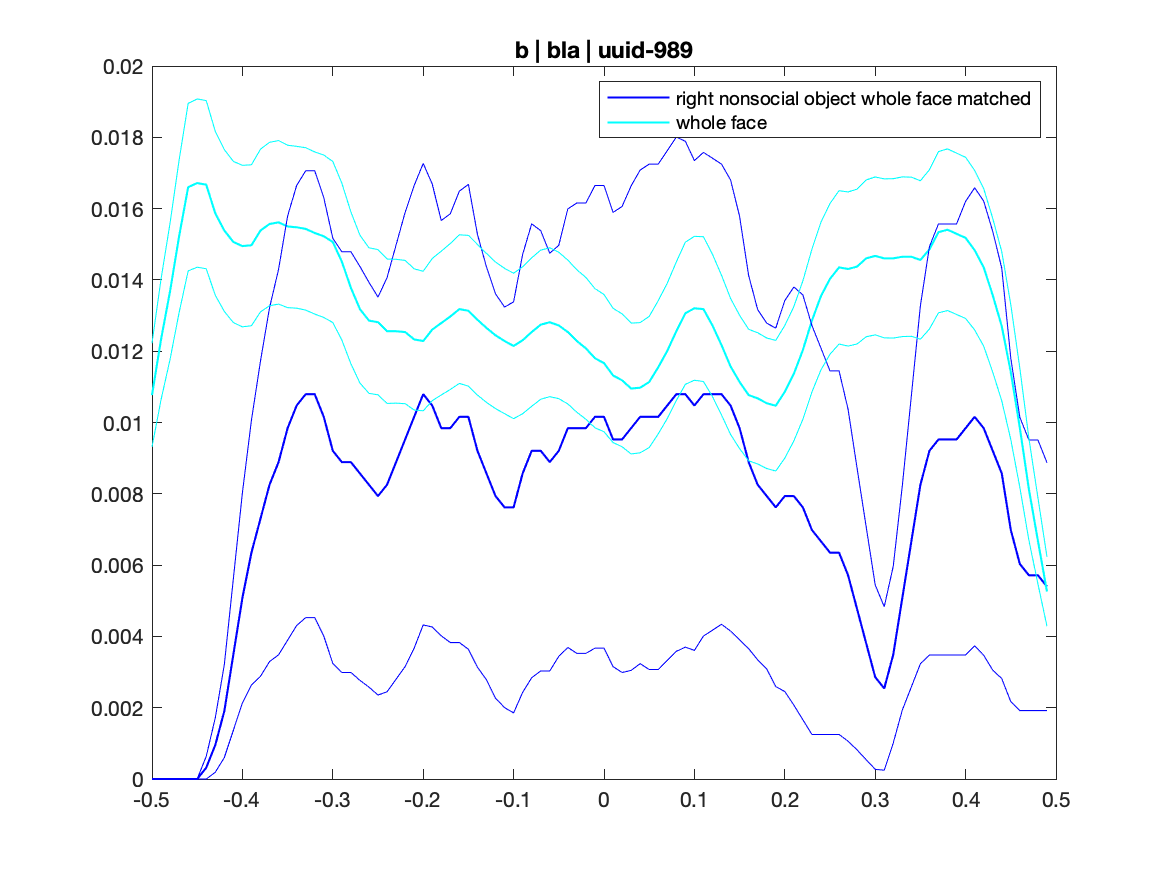 b | bla | uuid-989
right nonsocial object whole face matched
whole face
0.02
0.018
0.016
0.014
0.012
0.01
0.008
0.006
0.004
0.002
0
-0.5 -0.4 -0.3 -0.2 -0.1 0 0.1 0.2 0.3 0.4 0.5